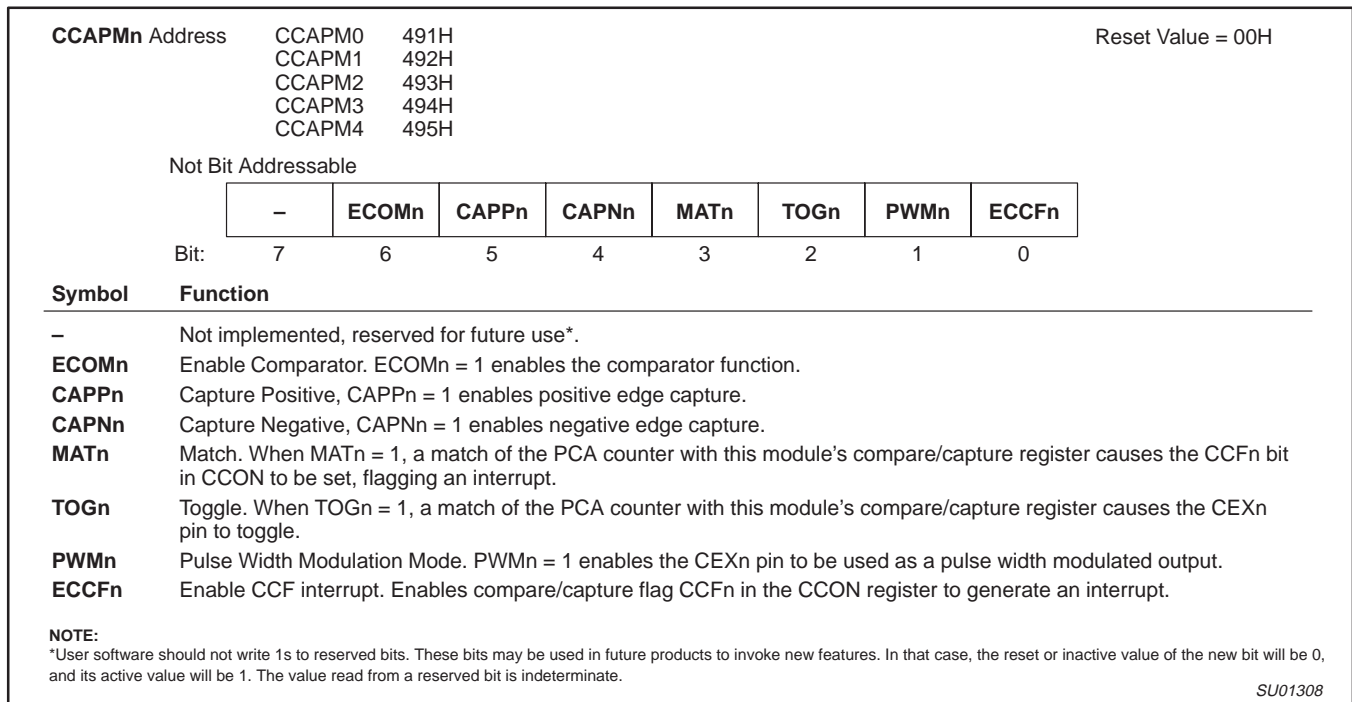 CCAPMn Address CCAPM0 491H Reset Value = 00H
CCAPM1 492H
CCAPM2 493H
CCAPM3 494H
CCAPM4 495H
Not Bit Addressable
– ECOMn CAPPn CAPNn MATn TOGn PWMn ECCFn
Bit: 7 6 5 4 3 2 1 0
Symbol Function
– Not implemented, reserved for future use*.
ECOMn Enable Comparator. ECOMn = 1 enables the comparator function.
CAPPn Capture Positive, CAPPn = 1 enables positive edge capture.
CAPNn Capture Negative, CAPNn = 1 enables negative edge capture.
MATn Match. When MATn = 1, a match of the PCA counter with this module's compare/capture register causes the CCFn bit
in CCON to be set, flagging an interrupt.
TOGn Toggle. When TOGn = 1, a match of the PCA counter with this module's compare/capture register causes the CEXn
pin to toggle.
PWMn Pulse Width Modulation Mode. PWMn = 1 enables the CEXn pin to be used as a pulse width modulated output.
ECCFn Enable CCF interrupt. Enables compare/capture flag CCFn in the CCON register to generate an interrupt.
NOTE:
*User software should not write 1s to reserved bits. These bits may be used in future products to invoke new features. In that case, the reset or inactive value of the new bit will be 0,
and its active value will be 1. The value read from a reserved bit is indeterminate.
SU01308